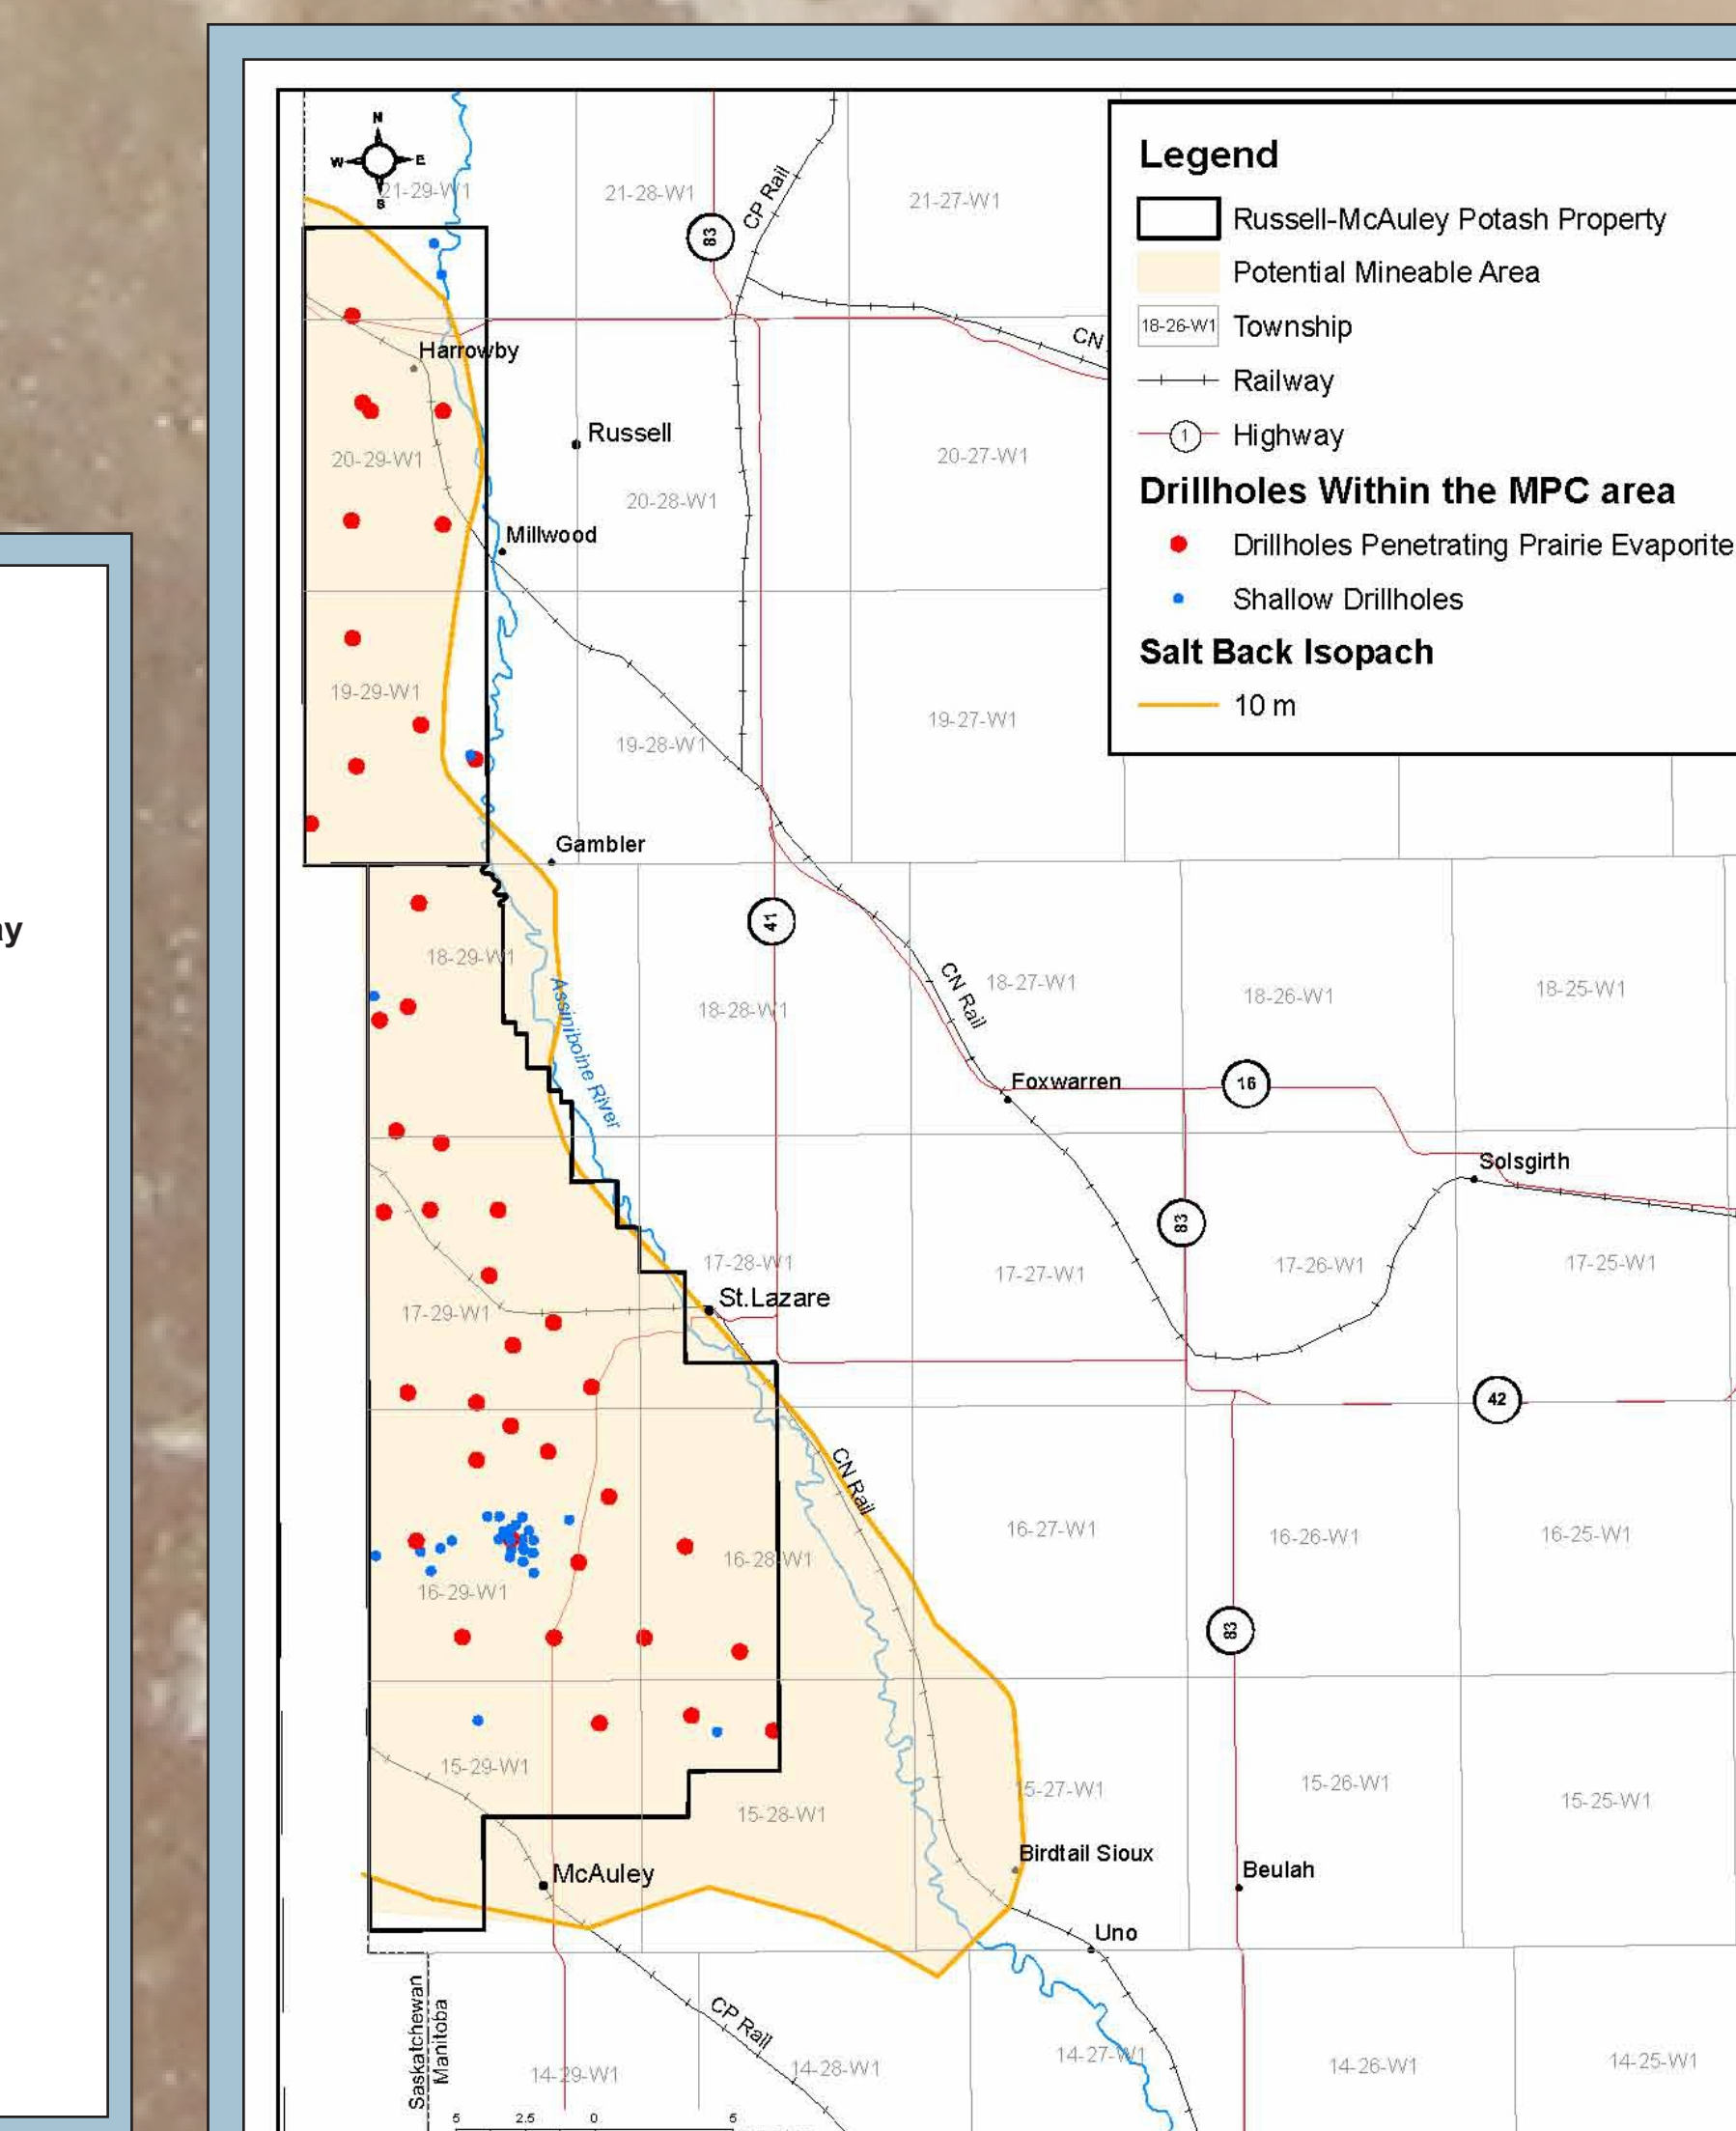 ay
N
W
E
S
21-29-W1
21-28-W1
21-27-W1
83
CP Rail
CN
Legend
Russell-McAuley Potash Property
Potential Mineable Area
18-26-W1 Township
Railway
1 Highway
Drillholes Within the MPC area
Drillholes Penetrating Prairie Evaporite
Shallow Drillholes
Salt Back Isopach
10 m
Harrowby
Russell
20-29-W1
20-28-W1
20-27-W1
Millwood
19-29-W1
19-28-W1
19-27-W1
Gambler
41
18-29-W1
18-28-W1
18-27-W1
18-26-W1
18-25-W1
Assiniboine River
CN Rail
Foxwarren
16
Solsgirth
83
17-29-W1
17-28-W1
17-27-W1
17-26-W1
17-25-W1
St.Lazare
42
CN Rail
16-29-W1
16-28-W1
16-27-W1
16-26-W1
16-25-W1
83
15-29-W1
15-28-W1
15-27-W1
15-26-W1
15-25-W1
McAuley
Birdtail Sioux
Beulah
Uno
Saskatchewan
Manitoba
CP Rail
14-29-W1
14-28-W1
14-27-W1
14-26-W1
14-25-W1
5 2.5 0 5